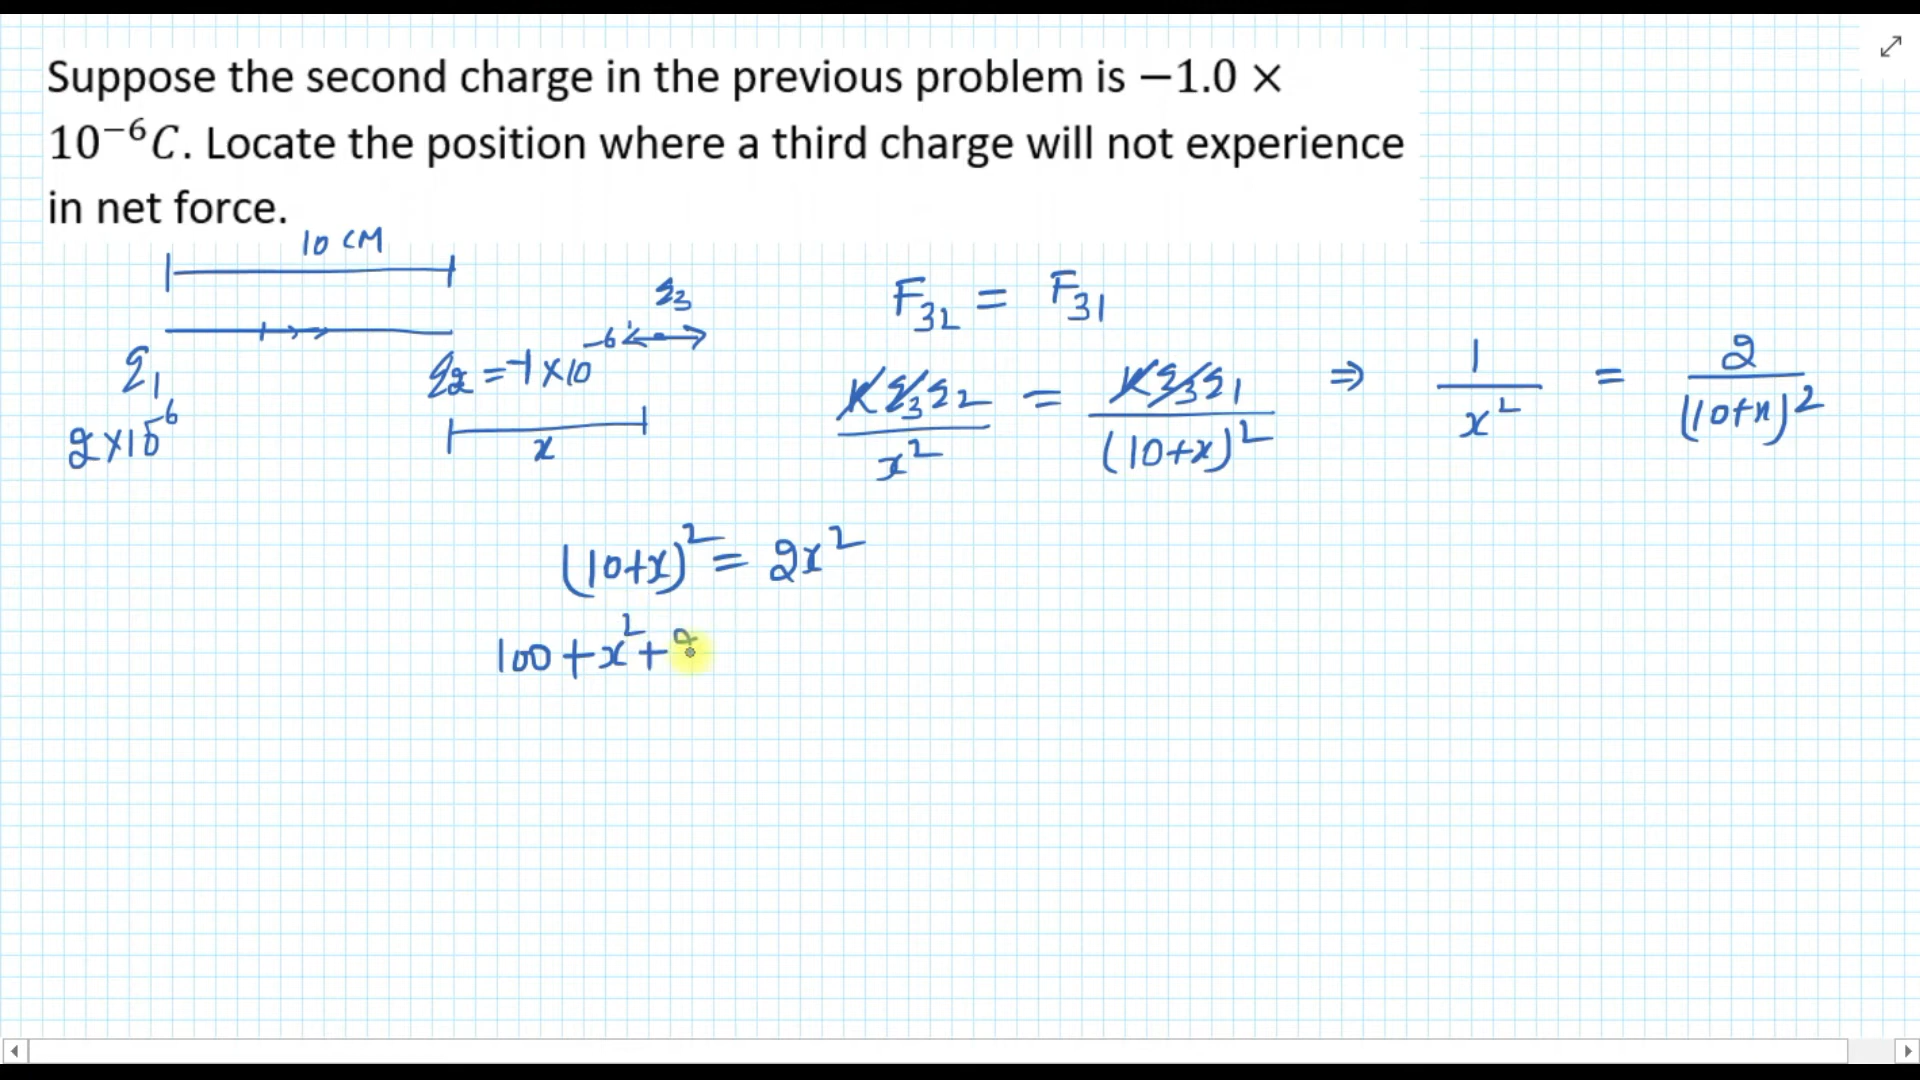 Suppose the second charge in the previous problem is −1.0 ×
10⁻⁶C. Locate the position where a third charge will not experience
in net force.
10 CM
q₃
F₃₂ = F₃₁
q₁
q₂ = -1×10⁻⁶
2×10⁻⁶
x
Kq₃q₂/x² = Kq₃q₁/(10+x)² ⇒ 1/x² = 2/(10+x)²
(10+x)² = 2x²
100+x²+